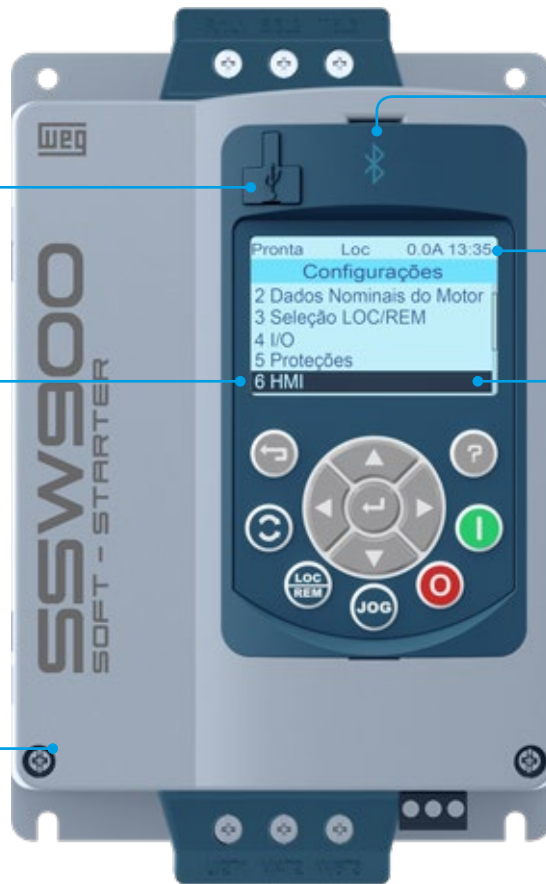 weg
SSW900
SOFT-STARTER
Pronta Loc 0.0A 13:35
Configurações
2 Dados Nominais do Motor
3 Seleção LOC/REM
4 I/O
5 Proteções
6 HMI
?
LOC
REM
JOG
I
O